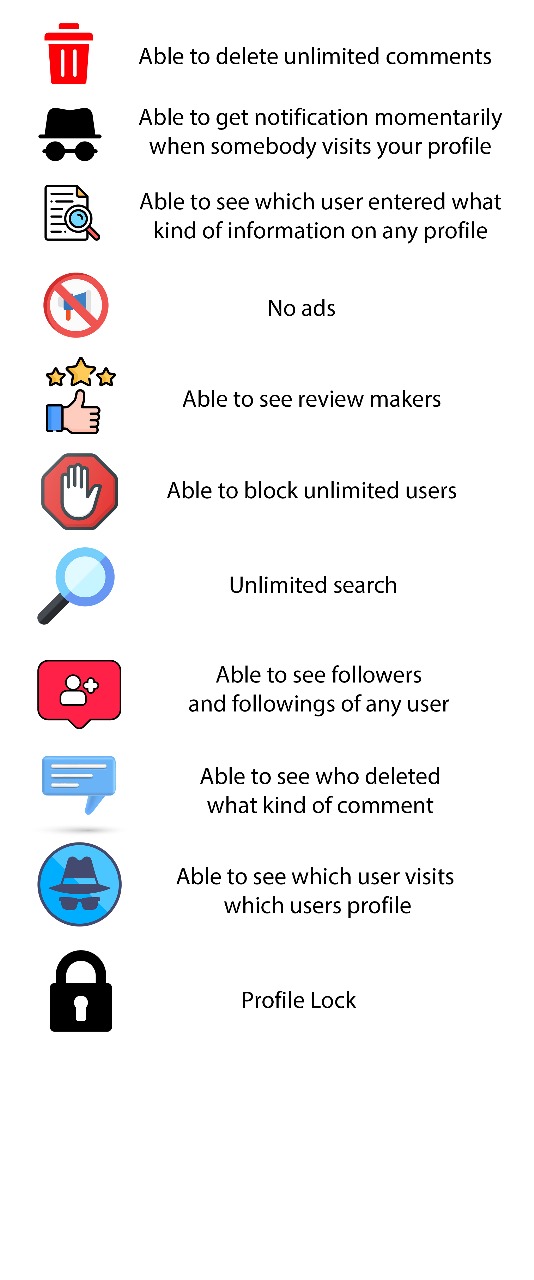 Able to delete unlimited comments
Able to get notification momentarily
when somebody visits your profile
Able to see which user entered what
kind of information on any profile
No ads
Able to see review makers
Able to block unlimited users
Unlimited search
Able to see followers
and followings of any user
Able to see who deleted
what kind of comment
Able to see which user visits
which users profile
Profile Lock